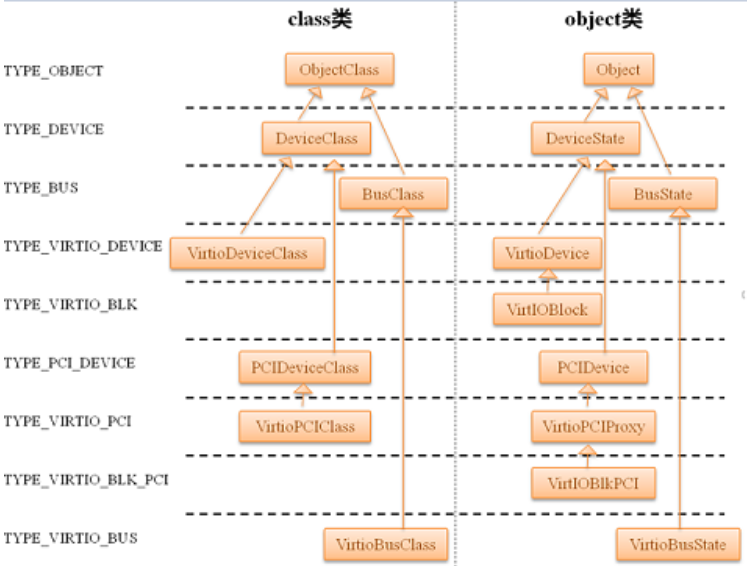 class类 object类
TYPE_OBJECT ObjectClass Object
TYPE_DEVICE DeviceClass DeviceState
TYPE_BUS BusClass BusState
TYPE_VIRTIO_DEVICE VirtioDeviceClass VirtioDevice
TYPE_VIRTIO_BLK VirtIOBlock
TYPE_PCI_DEVICE PCIDeviceClass PCIDevice
TYPE_VIRTIO_PCI VirtioPCIClass VirtioPCIProxy
TYPE_VIRTIO_BLK_PCI VirtIOBlkPCI
TYPE_VIRTIO_BUS VirtioBusClass VirtioBusState